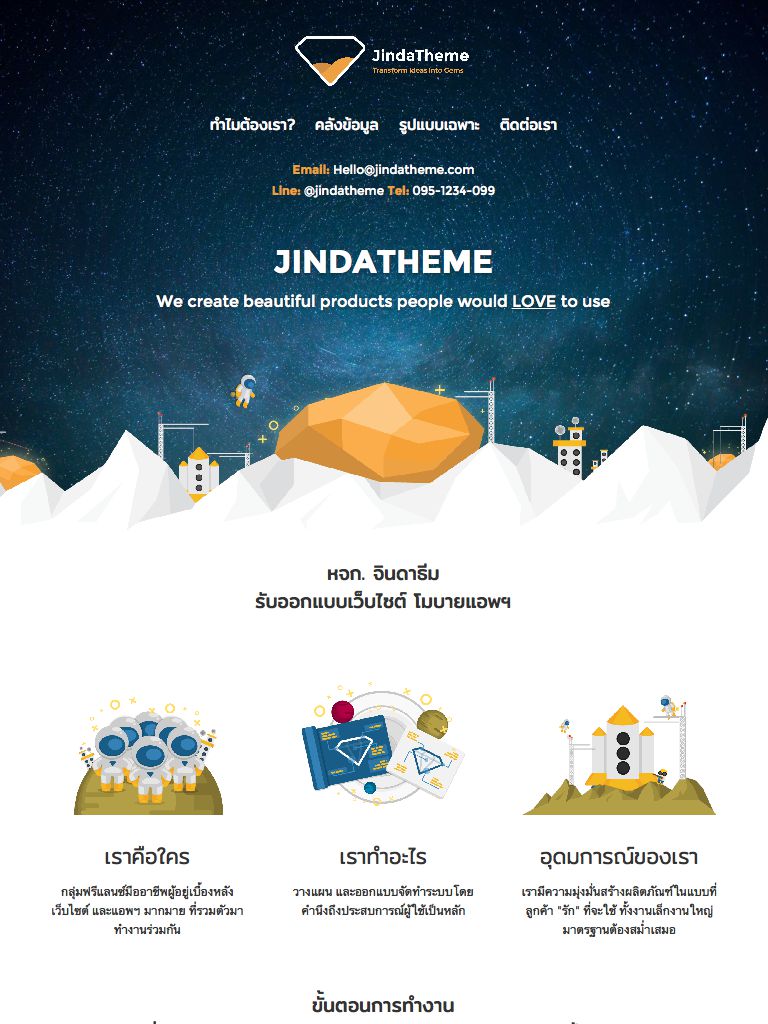 JindaTheme
Transform Ideas Into Gems
ทำไมต้องเรา? คลังข้อมูล รูปแบบเฉพาะ ติดต่อเรา
Email: Hello@jindatheme.com
Line: @jindatheme Tel: 095-1234-099
JINDATHEME
We create beautiful products people would LOVE to use
หจก. จินดาธีม
รับออกแบบเว็บไซต์ โมบายแอพฯ
เราคือใคร
กลุ่มฟรีแลนซ์มืออาชีพผู้อยู่เบื้องหลัง
เว็บไซต์ และแอพฯ มากมาย ที่รวมตัวมา
ทำงานร่วมกัน
เราทำอะไร
วางแผน และออกแบบจัดทำระบบโดย
คำนึงถึงประสบการณ์ผู้ใช้เป็นหลัก
อุดมการณ์ของเรา
เรามีความมุ่งมั่นสร้างผลิตภัณฑ์ในแบบที่
ลูกค้า "รัก" ที่จะใช้ ทั้งงานเล็กงานใหญ่
มาตรฐานต้องสม่ำเสมอ
ขั้นตอนการทำงาน